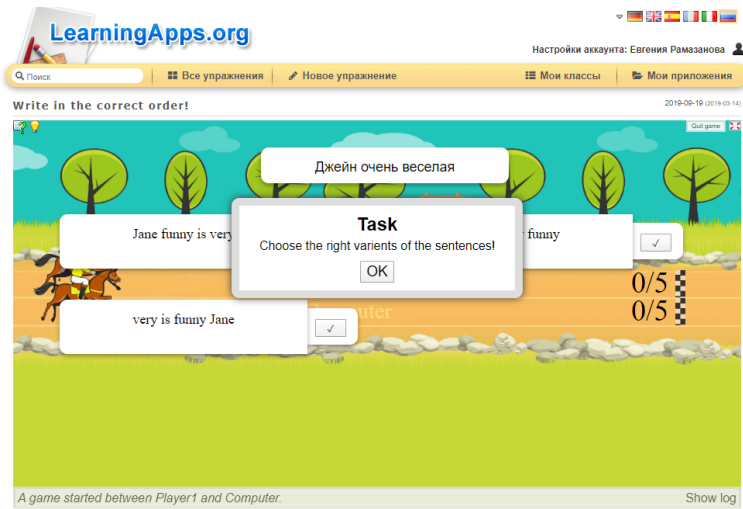 LearningApps.org
Настройки аккаунта: Евгения Рамазанова
Поиск
Все упражнения
Новое упражнение
Мои классы
Мои приложения
Write in the correct order!
2019-09-19 (2019-03-14)
Quit game
Джейн очень веселая
Task
Choose the right varients of the sentences!
OK
Jane funny is very
funny
0/5
Computer
0/5
very is funny Jane
A game started between Player1 and Computer.
Show log